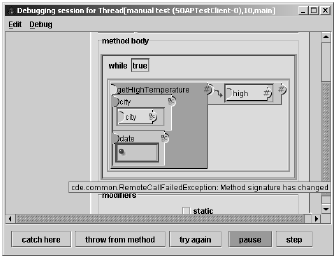 Debugging session for Thread[manual test (SOAPTestClient-0),10,main]
Edit Debug
method body
while true
getHighTemperature
high
city
city
date
cde.common.RemoteCallFailedException: Method signature has changed
modifiers
static
catch here throw from method try again pause step